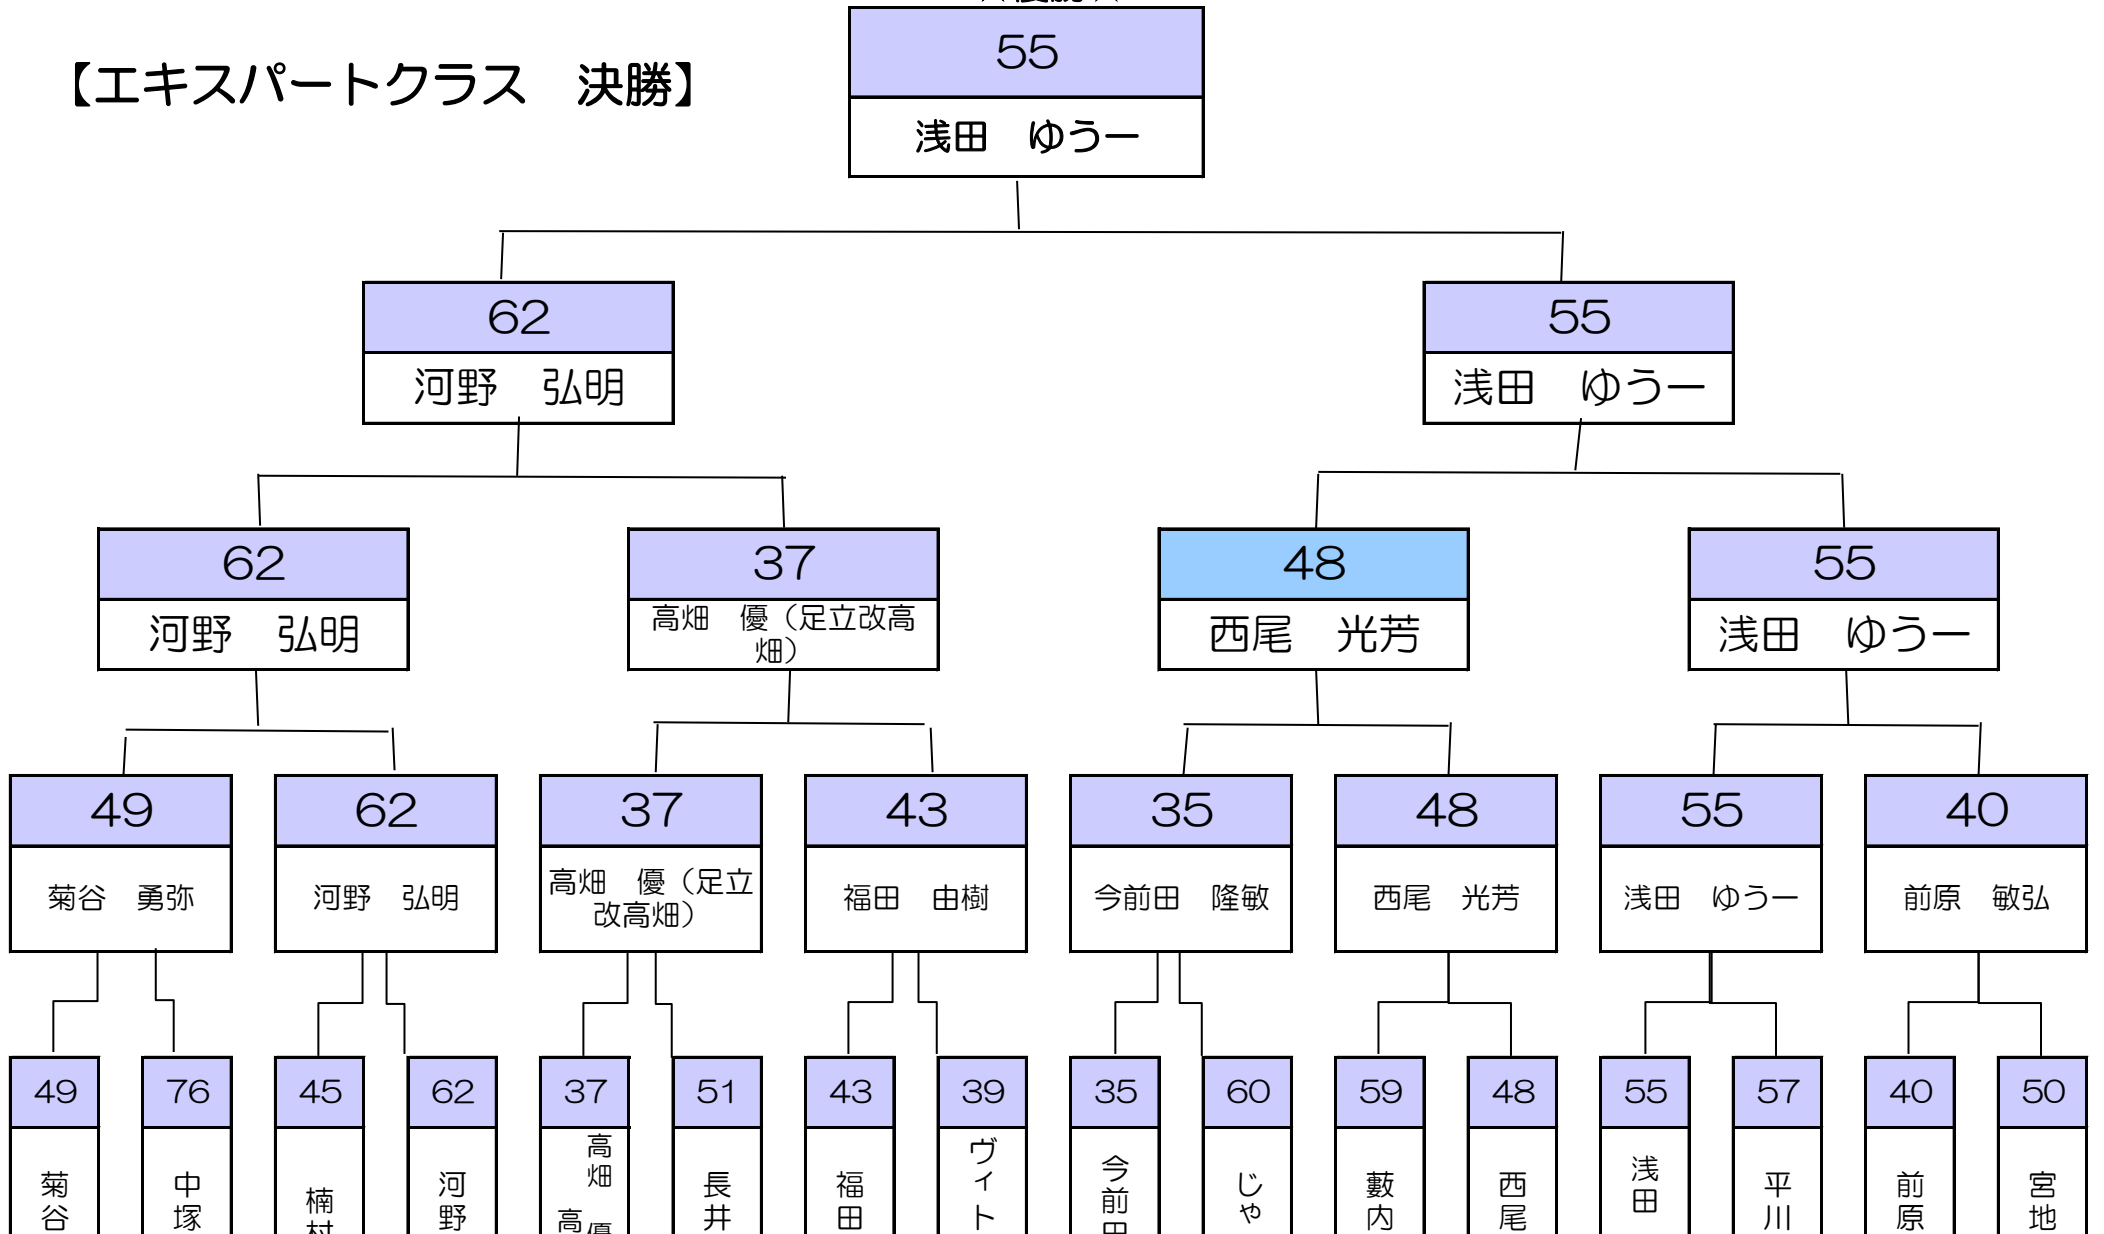 【エキスパートクラス　決勝】
55
浅田　ゆうー
62
55
河野　弘明
浅田　ゆうー
62
37
48
55
河野　弘明
高畑　優（足立改高
畑）
西尾　光芳
浅田　ゆうー
49
62
37
43
35
48
55
40
菊谷　勇弥
河野　弘明
高畑　優（足立
改高畑）
福田　由樹
今前田　隆敏
西尾　光芳
浅田　ゆうー
前原　敏弘
49
76
45
62
37
51
43
39
35
60
59
48
55
57
40
50
菊谷
中塚
楠村
河野
高畑　優
高
長井
福田
ヴィト
今前田
じゃ
藪内
西尾
浅田
平川
前原
宮地